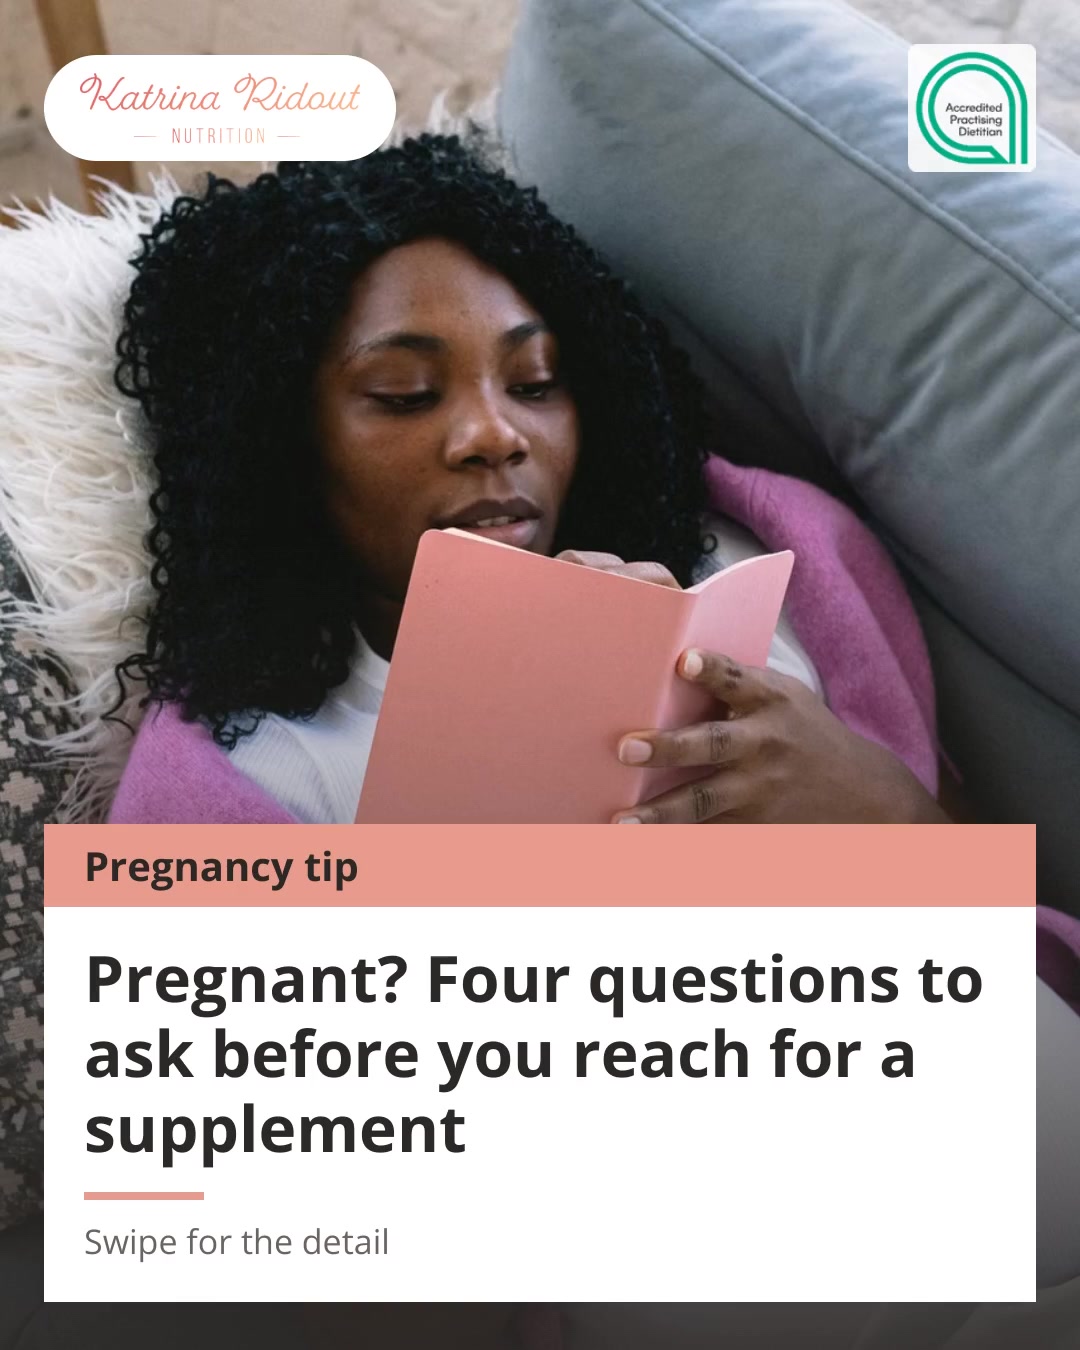 Katrina Ridout
NUTRITION
Accredited
Practising
Dietitian
Pregnancy tip
Pregnant? Four questions to
ask before you reach for a
supplement
Swipe for the detail